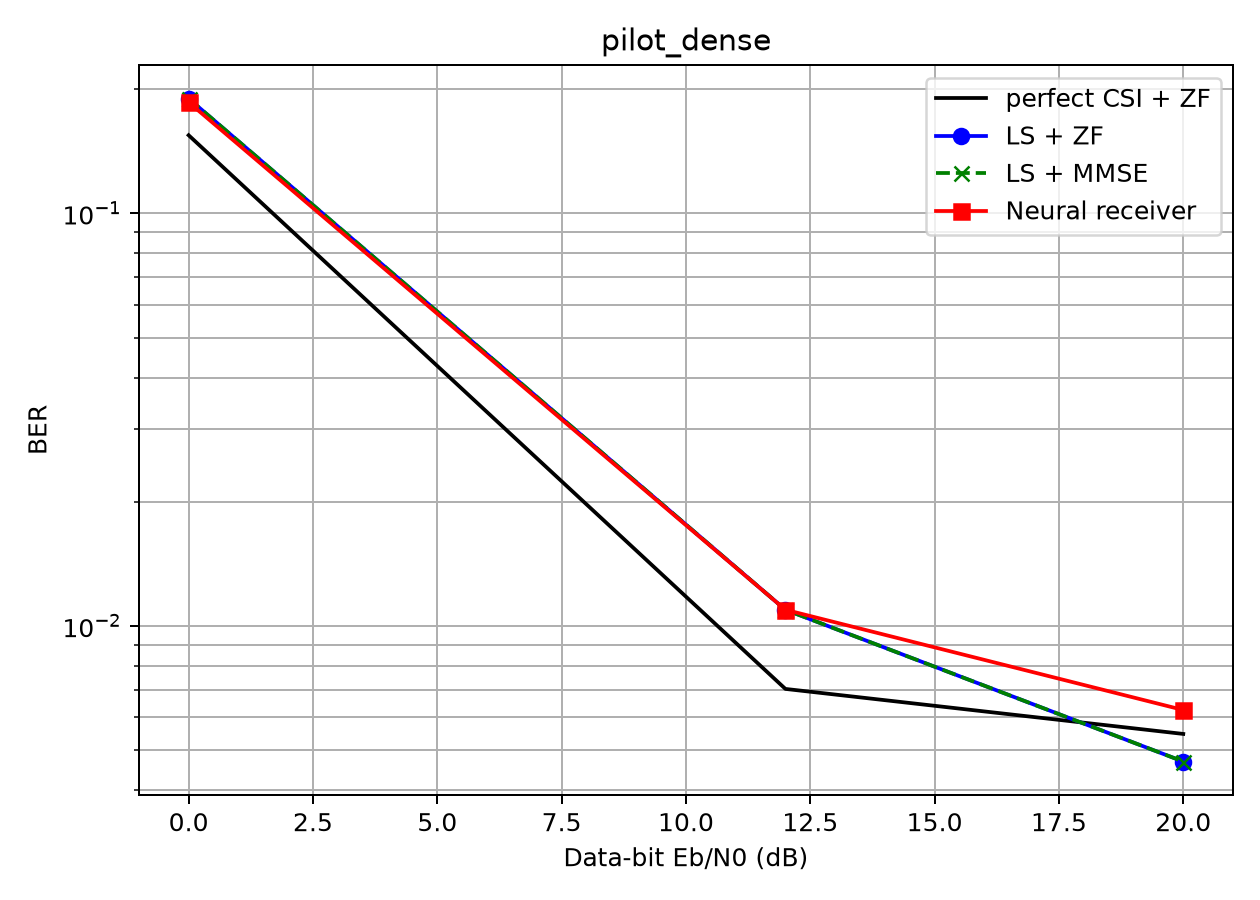 pilot_dense
perfect CSI + ZF
LS + ZF
LS + MMSE
Neural receiver
BER
10⁻¹
10⁻²
0.0 2.5 5.0 7.5 10.0 12.5 15.0 17.5 20.0
Data-bit Eb/N0 (dB)